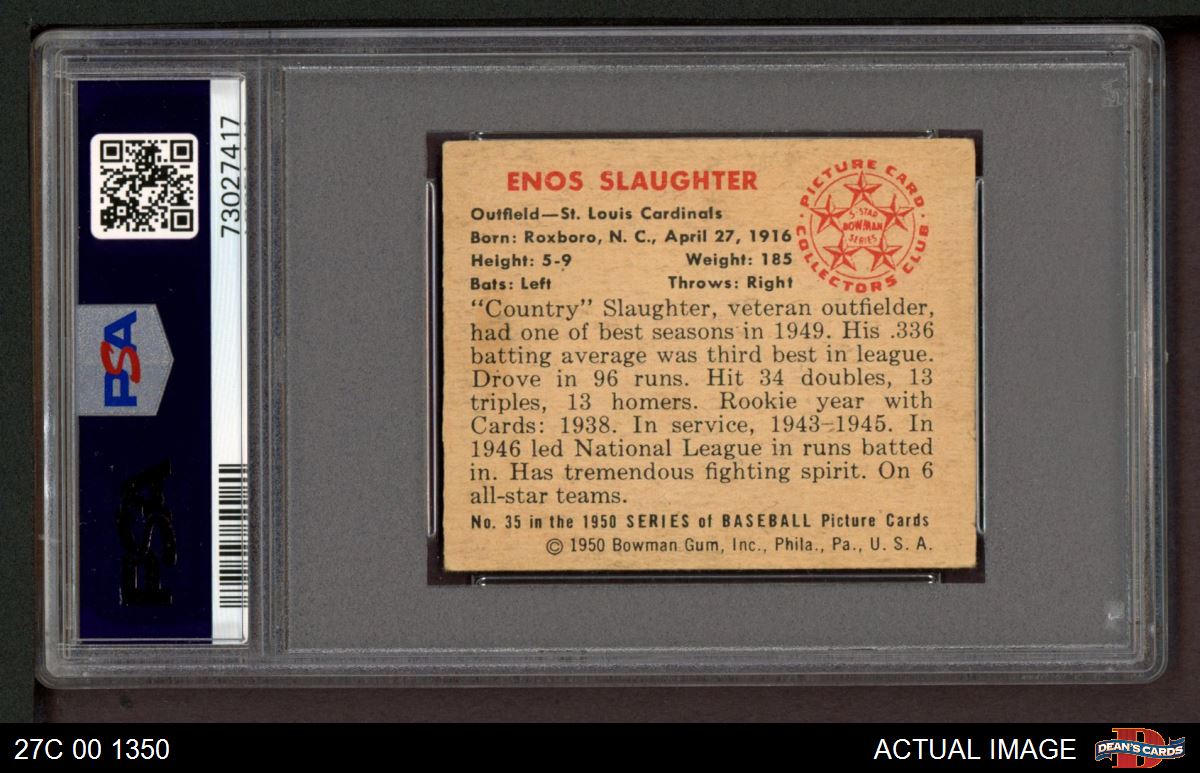 73027417
PSA
PSA
ENOS SLAUGHTER
Outfield—St. Louis Cardinals
Born: Roxboro, N. C., April 27, 1916
Height: 5-9 Weight: 185
Bats: Left Throws: Right
PICTURE CARD
COLLECTORS CLUB
5-STAR
BOWMAN
SERIES
"Country" Slaughter, veteran outfielder,
had one of best seasons in 1949. His .336
batting average was third best in league.
Drove in 96 runs. Hit 34 doubles, 13
triples, 13 homers. Rookie year with
Cards: 1938. In service, 1943-1945. In
1946 led National League in runs batted
in. Has tremendous fighting spirit. On 6
all-star teams.
No. 35 in the 1950 SERIES of BASEBALL Picture Cards
© 1950 Bowman Gum, Inc., Phila., Pa., U. S. A.
27C 00 1350
ACTUAL IMAGE
D
DEAN'S CARDS